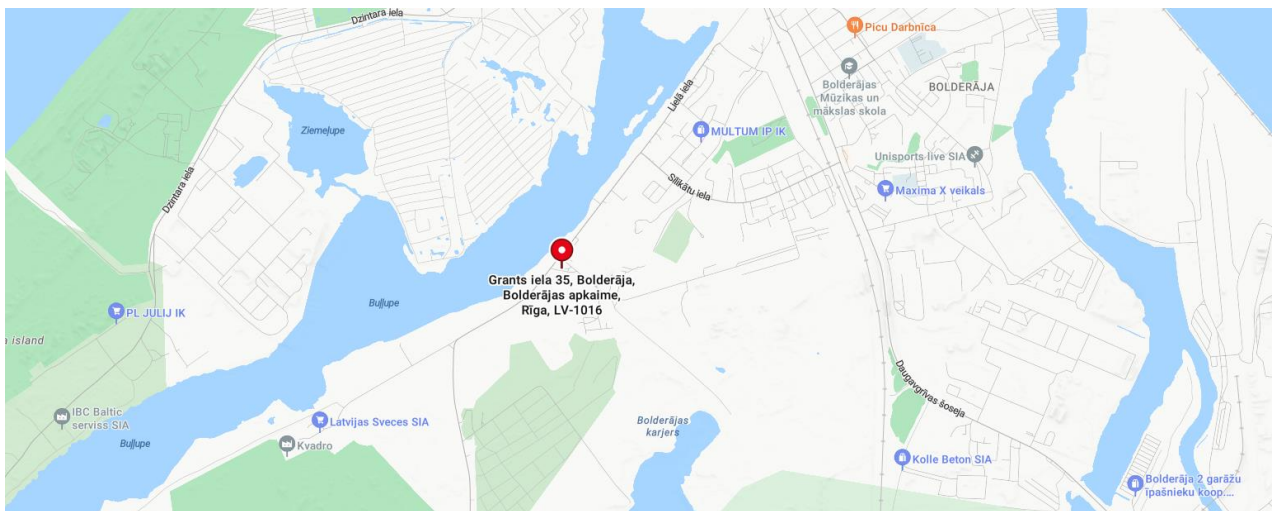 Dzintara iela
Picu Darbnīca
Bolderājas
Mūzikas un
mākslas skola
BOLDERĀJA
Lielā iela
MULTUM IP IK
Ziemeļupe
Unisports live SIA
Silikātu iela
Maxima X veikals
Dzintara iela
Grants iela 35, Bolderāja,
Bolderājas apkaime,
Rīga, LV-1016
Buļļupe
PL JULIJ IK
island
Daugavgrīvas šoseja
IBC Baltic
serviss SIA
Latvijas Sveces SIA
Bolderājas
karjers
Buļļupe
Kvadro
Kolle Beton SIA
Bolderāja 2 garāžu
īpašnieku koop....